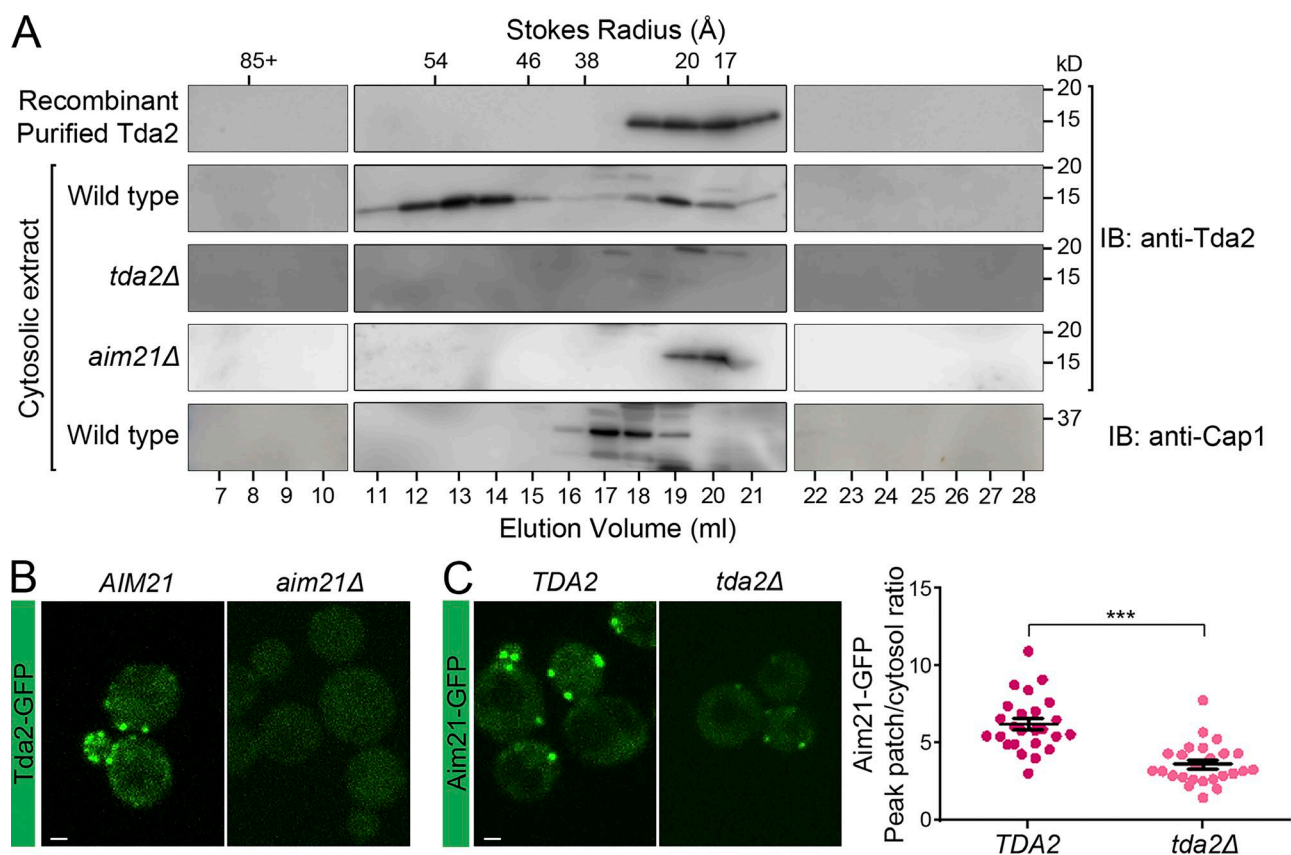 A
Stokes Radius (Å)
85+ 54 46 38 20 17 kD
Recombinant
Purified Tda2
20
15
Cytosolic extract
Wild type
20
15
tda2Δ
20
15
aim21Δ
20
15
IB: anti-Tda2
Wild type
37
IB: anti-Cap1
7 8 9 10 11 12 13 14 15 16 17 18 19 20 21 22 23 24 25 26 27 28
Elution Volume (ml)
B
AIM21 aim21Δ
Tda2-GFP
C
TDA2 tda2Δ
Aim21-GFP
Aim21-GFP
Peak patch/cytosol ratio
15
10
5
0
***
TDA2 tda2Δ